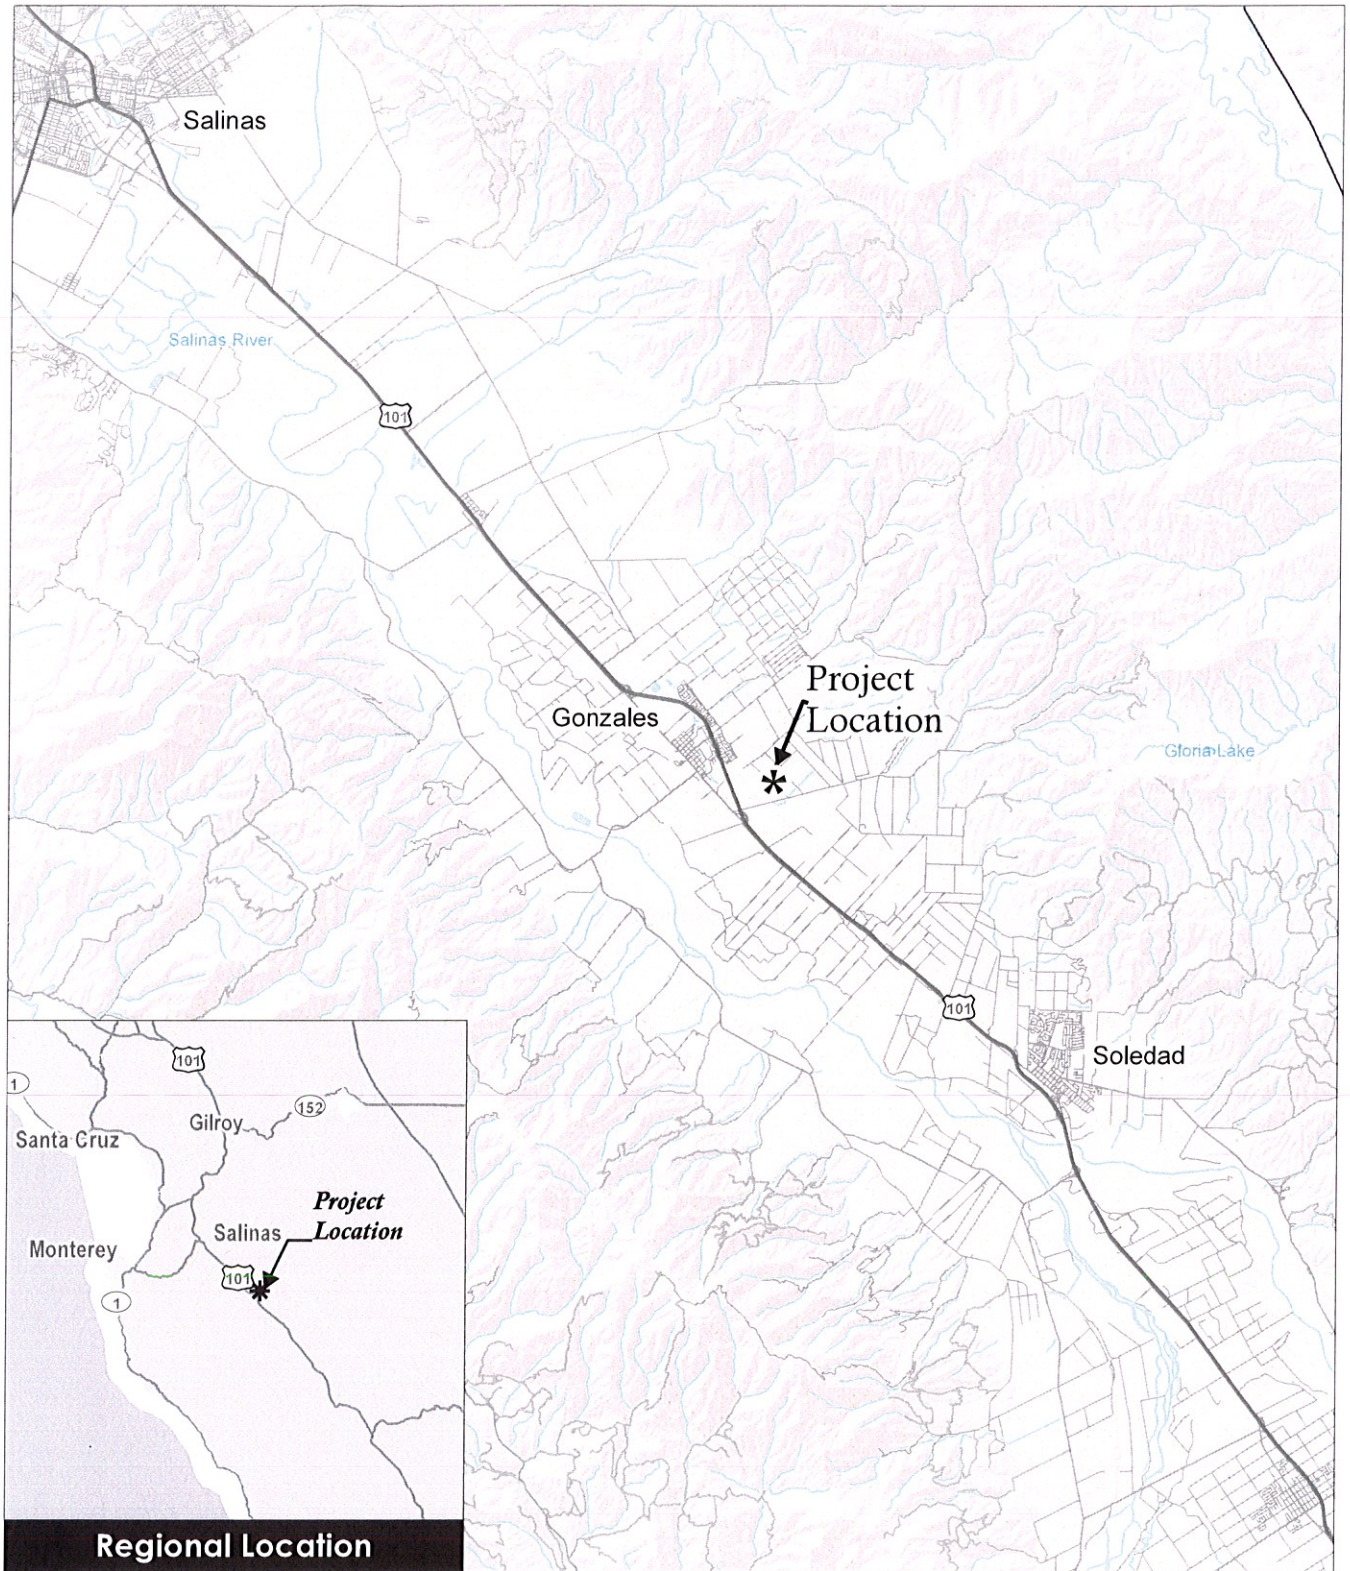 Salinas
Salinas River
101
Project
Location
Gonzales
Gloria Lake
101
Soledad
101
1
152
Gilroy
Santa Cruz
Project
Location
Salinas
Monterey
101
1
Regional Location